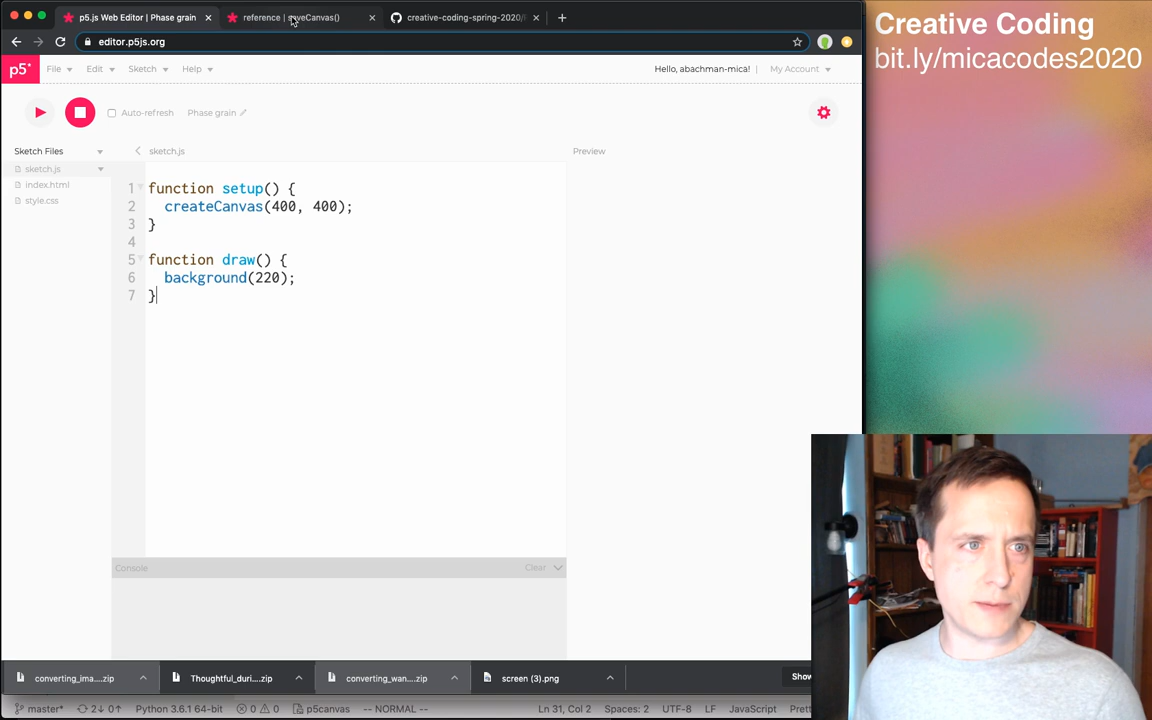 p5.js Web Editor | Phase grain
reference | saveCanvas()
creative-coding-spring-2020/
editor.p5js.org
Creative Coding
bit.ly/micacodes2020
p5* File Edit Sketch Help
Hello, abachman-mica! | My Account
Auto-refresh Phase grain
Sketch Files
sketch.js
index.html
style.css
sketch.js
Preview
1 function setup() {
2 createCanvas(400, 400);
3 }
4
5 function draw() {
6 background(220);
7 }
Console
Clear
converting_ima....zip
Thoughtful_duri....zip
converting_wan....zip
screen (3).png
Show
master* 2↓ 0↑ Python 3.6.1 64-bit 0 0 p5canvas -- NORMAL -- Ln 31, Col 2 Spaces: 2 UTF-8 LF JavaScript